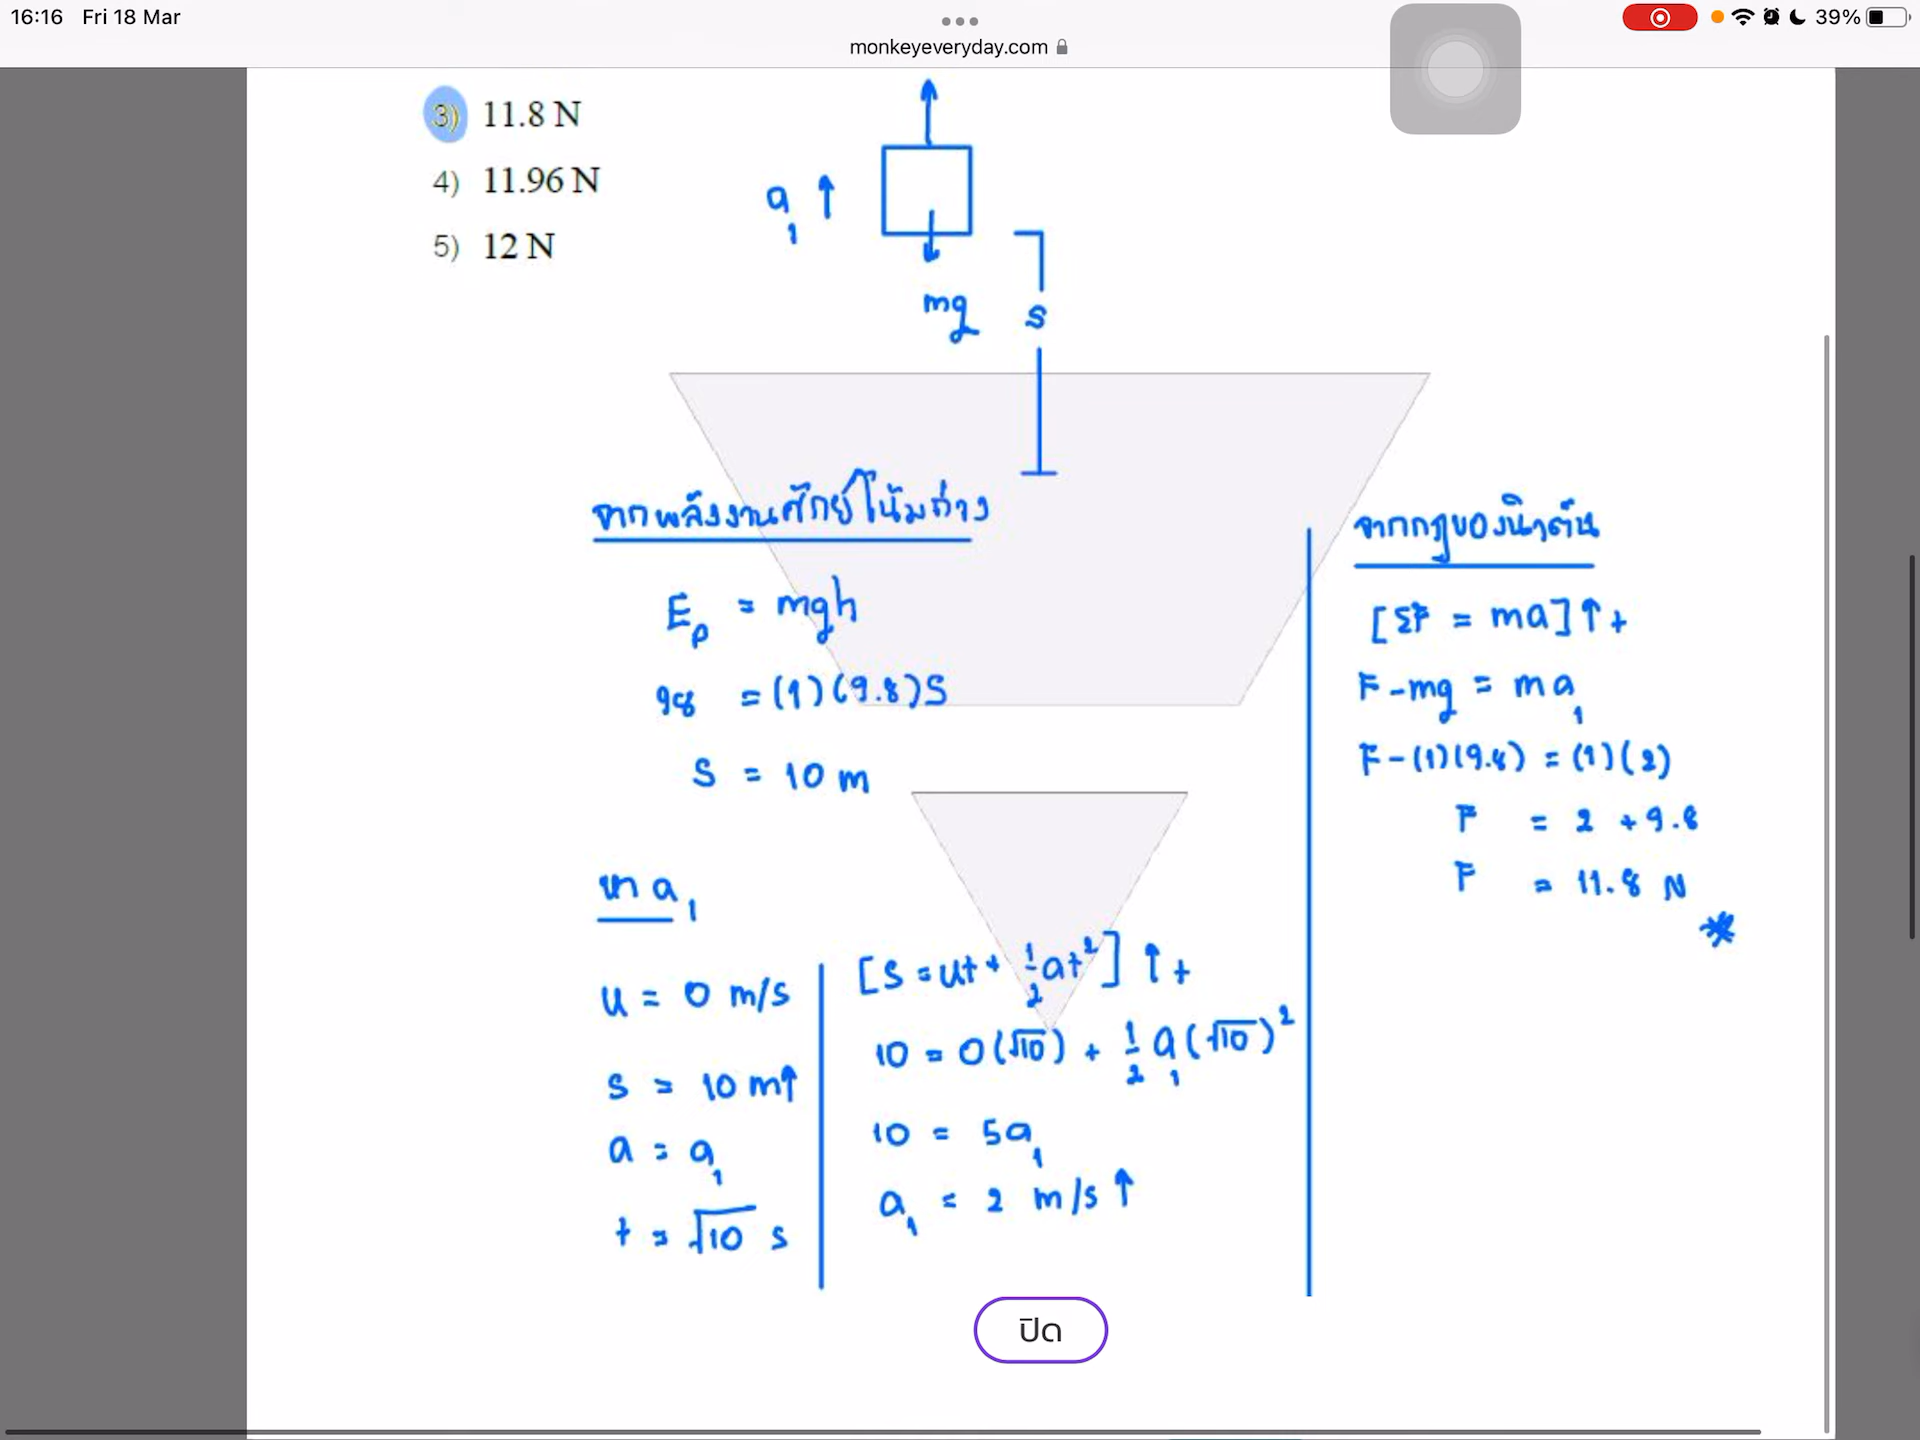 16:16 Fri 18 Mar
monkeyeveryday.com
39%
3) 11.8 N
4) 11.96 N
5) 12 N
a₁ ↑
mg
s
จากพลังงานศักย์โน้มถ่วง
Eₚ = mgh
98 = (1)(9.8)S
S = 10 m
หา a₁
u = 0 m/s
s = 10 m↑
a = a₁
t = √10 s
[S = ut + ½at²] ↑+
10 = 0(√10) + ½a₁(√10)²
10 = 5a₁
a₁ = 2 m/s ↑
จากกฎของนิวตัน
[ΣF = ma]↑+
F - mg = ma₁
F - (1)(9.8) = (1)(2)
F = 2 + 9.8
F = 11.8 N
*
ปิด